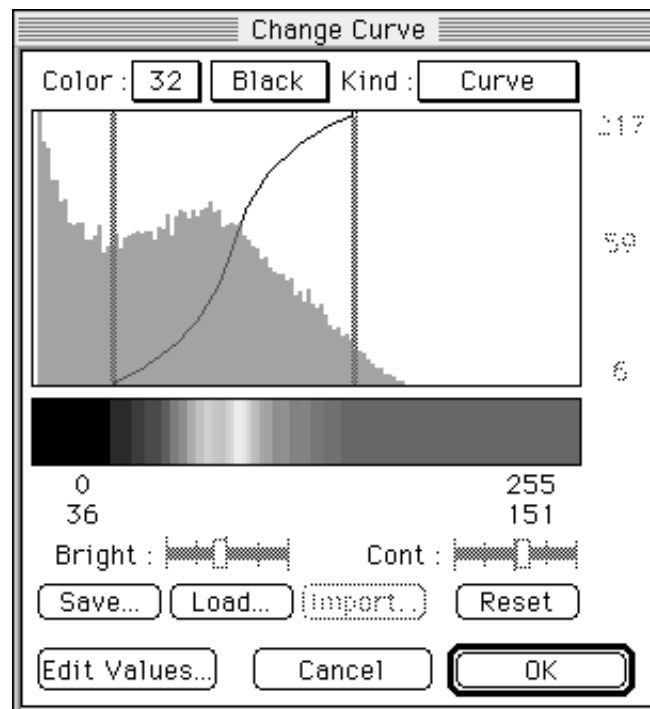 Change Curve
Color : 32 Black Kind : Curve
217
59
6
0 255
36 151
Bright : Cont :
Save... Load... Import... Reset
Edit Values... Cancel OK